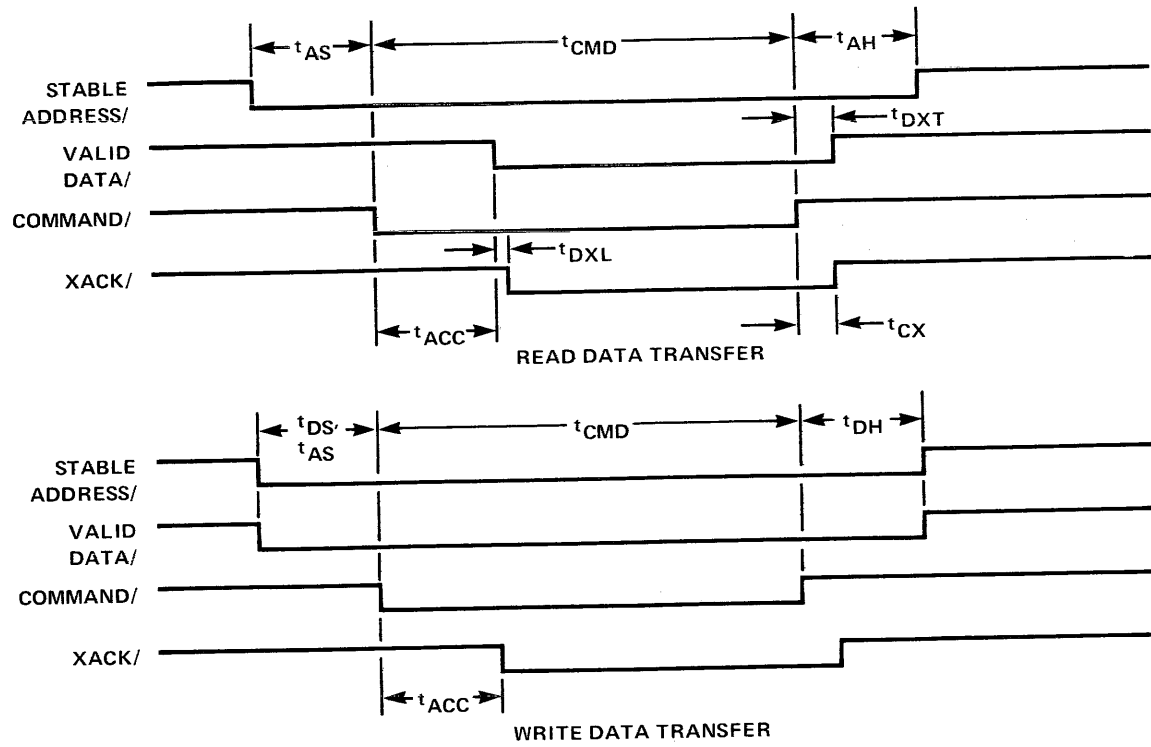 tAS tCMD tAH
STABLE
ADDRESS/
tDXT
VALID
DATA/
COMMAND/
tDXL
XACK/
tACC tCX
READ DATA TRANSFER
tDS, tCMD tDH
tAS
STABLE
ADDRESS/
VALID
DATA/
COMMAND/
XACK/
tACC
WRITE DATA TRANSFER